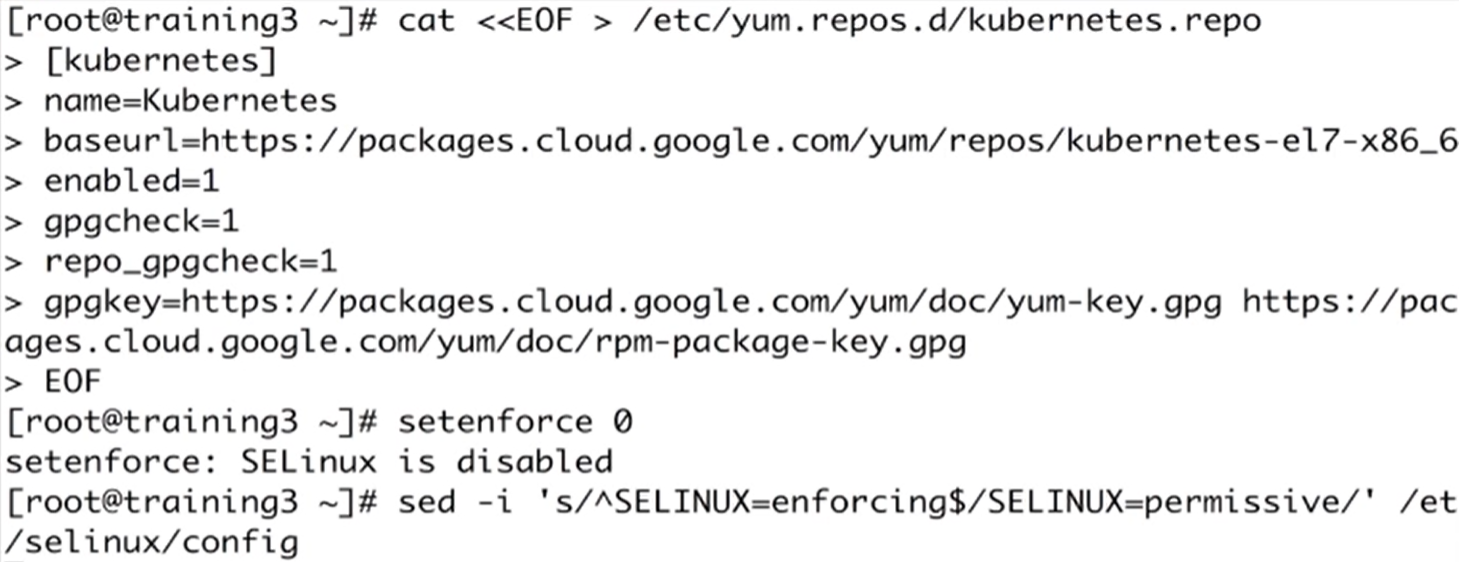 [root@training3 ~]# cat <<EOF > /etc/yum.repos.d/kubernetes.repo
> [kubernetes]
> name=Kubernetes
> baseurl=https://packages.cloud.google.com/yum/repos/kubernetes-el7-x86_6
> enabled=1
> gpgcheck=1
> repo_gpgcheck=1
> gpgkey=https://packages.cloud.google.com/yum/doc/yum-key.gpg https://pac
ages.cloud.google.com/yum/doc/rpm-package-key.gpg
> EOF
[root@training3 ~]# setenforce 0
setenforce: SELinux is disabled
[root@training3 ~]# sed -i 's/^SELINUX=enforcing$/SELINUX=permissive/' /et
/selinux/config